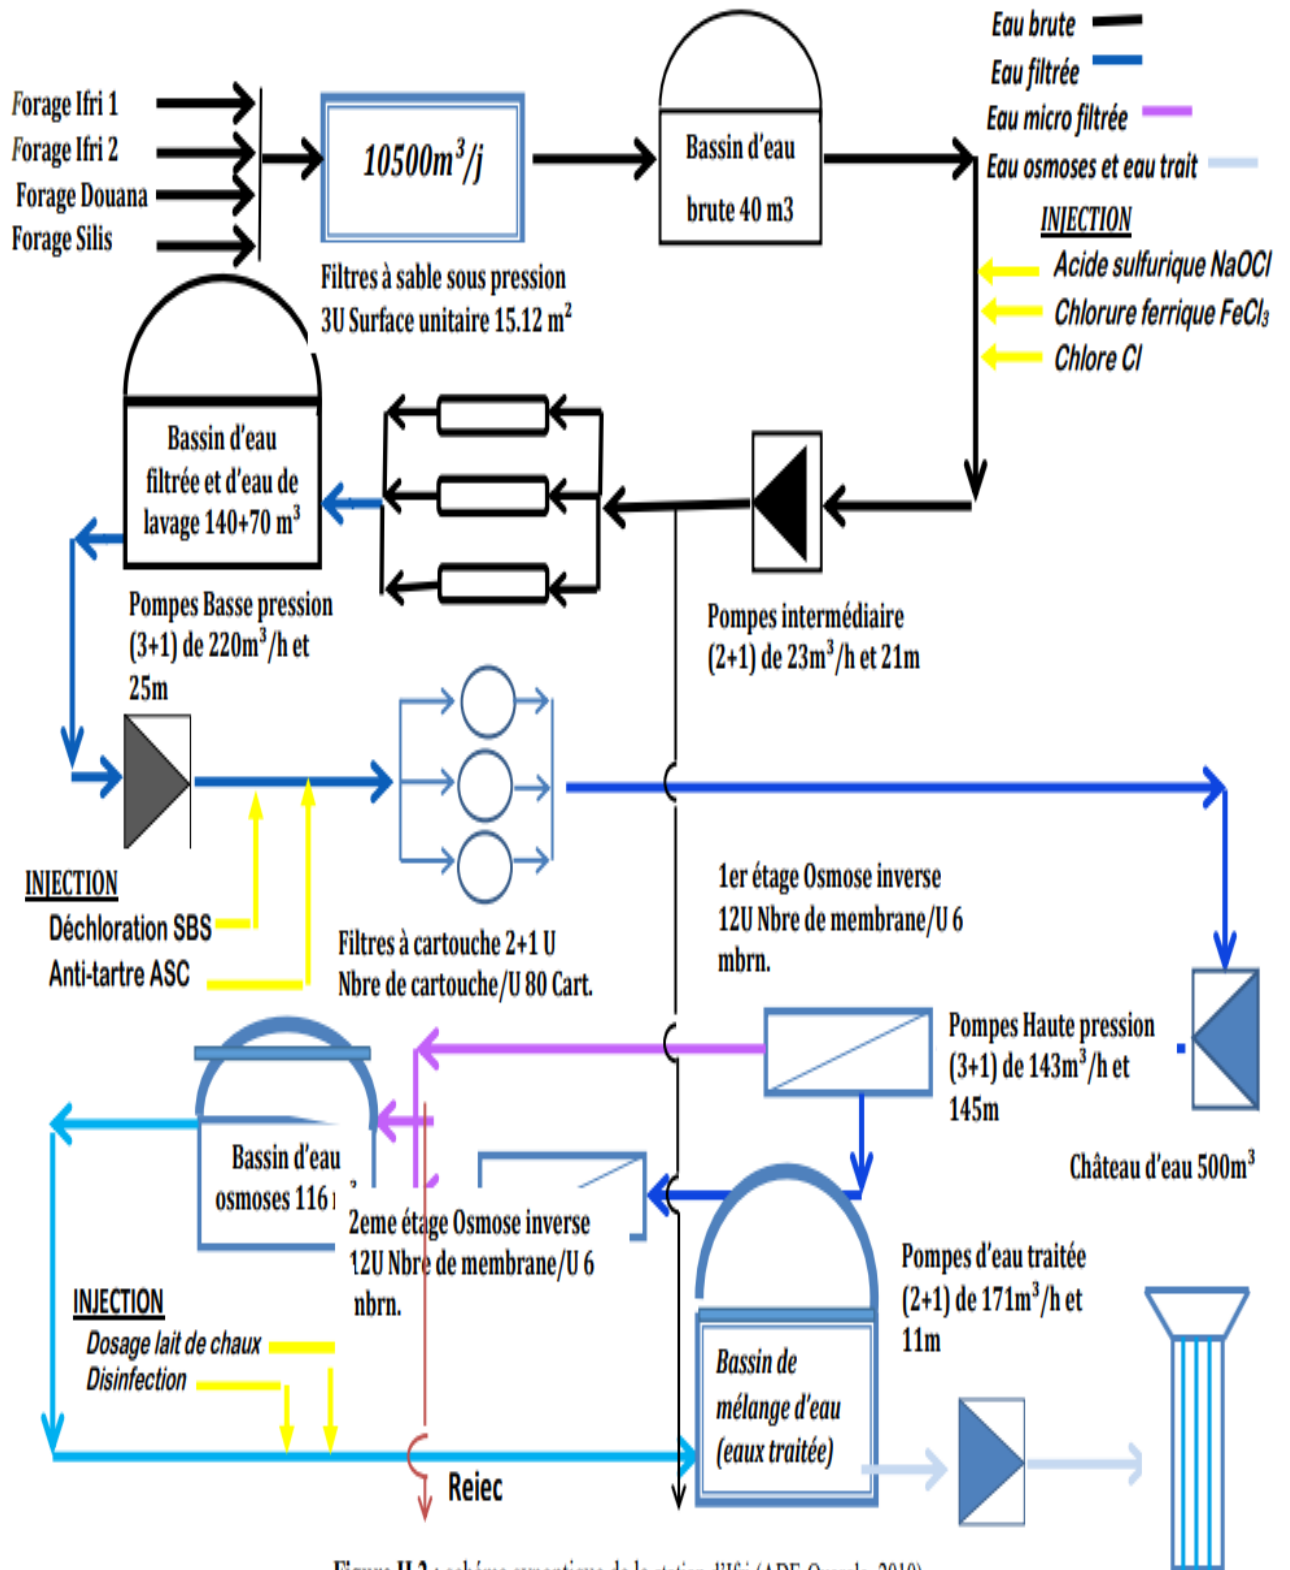 Eau brute
Eau filtrée
Eau micro filtrée
Eau osmoses et eau trait
Forage Ifri 1
Forage Ifri 2
Forage Douana
Forage Silis
10500m³/j
Bassin d'eau
brute 40 m3
INJECTION
Acide sulfurique NaOCl
Chlorure ferrique FeCl₃
Chlore Cl
Filtres à sable sous pression
3U Surface unitaire 15.12 m²
Bassin d'eau
filtrée et d'eau de
lavage 140+70 m³
Pompes Basse pression
(3+1) de 220m³/h et
25m
Pompes intermédiaire
(2+1) de 23m³/h et 21m
INJECTION
Déchloration SBS
Anti-tartre ASC
Filtres à cartouche 2+1 U
Nbre de cartouche/U 80 Cart.
1er étage Osmose inverse
12U Nbre de membrane/U 6
mbrn.
Pompes Haute pression
(3+1) de 143m³/h et
145m
Château d'eau 500m³
Bassin d'eau
osmoses 116
2eme étage Osmose inverse
12U Nbre de membrane/U 6
nbrn.
Pompes d'eau traitée
(2+1) de 171m³/h et
11m
INJECTION
Dosage lait de chaux
Disinfection
Bassin de
mélange d'eau
(eaux traitée)
Reiec